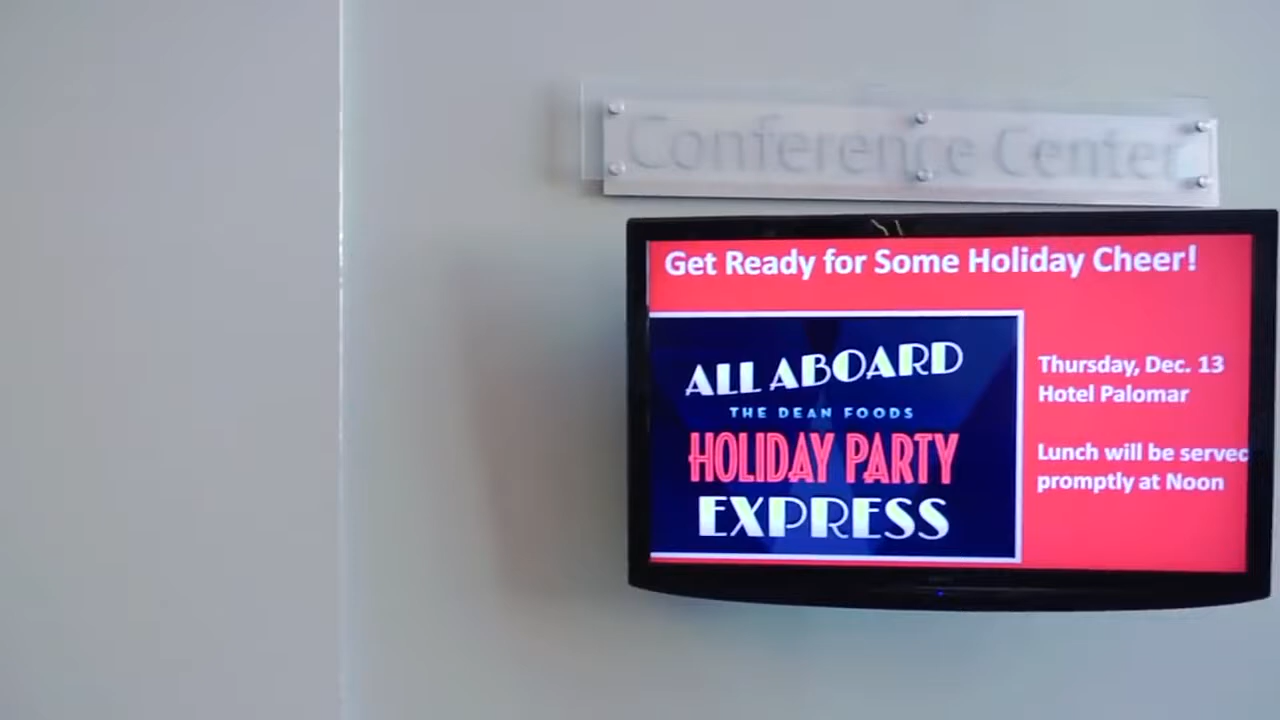 Conference Center
Get Ready for Some Holiday Cheer!
ALL ABOARD
THE DEAN FOODS
HOLIDAY PARTY
EXPRESS
Thursday, Dec. 13
Hotel Palomar
Lunch will be served
promptly at Noon